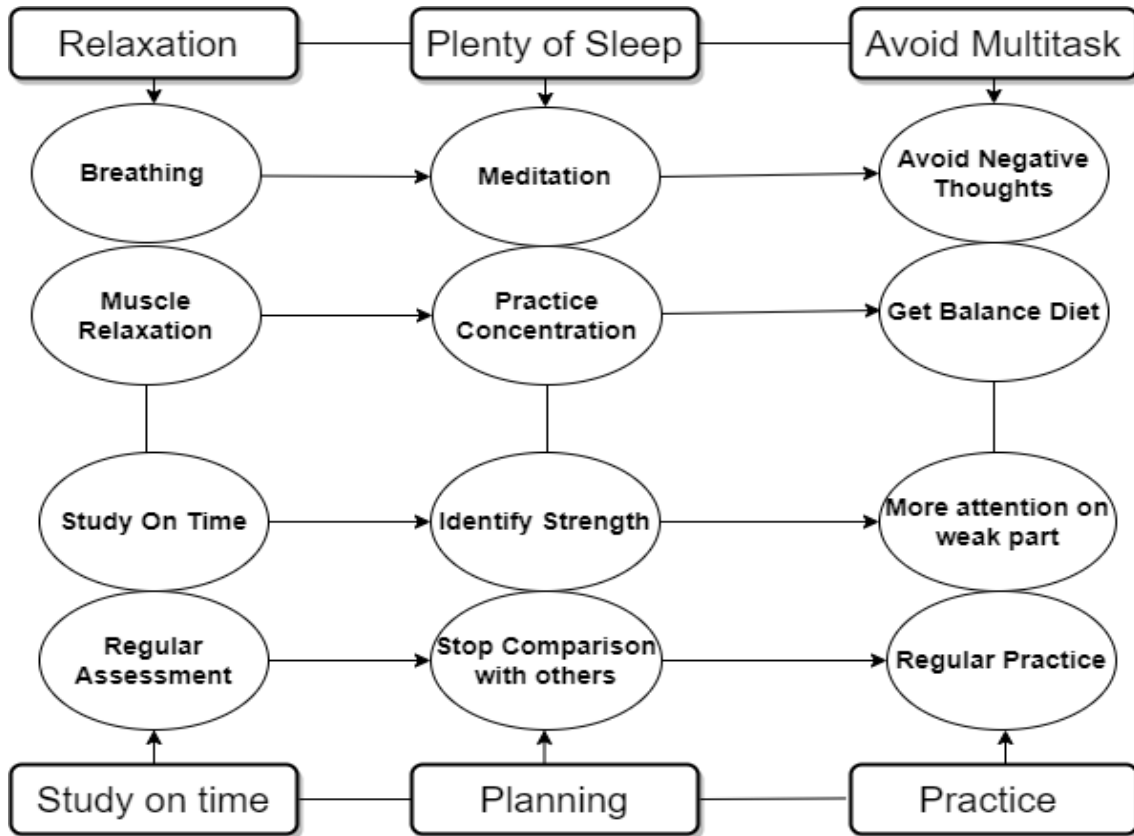 Relaxation
Plenty of Sleep
Avoid Multitask
Breathing
Meditation
Avoid Negative
Thoughts
Muscle
Relaxation
Practice
Concentration
Get Balance Diet
Study On Time
Identify Strength
More attention on
weak part
Regular
Assessment
Stop Comparison
with others
Regular Practice
Study on time
Planning
Practice